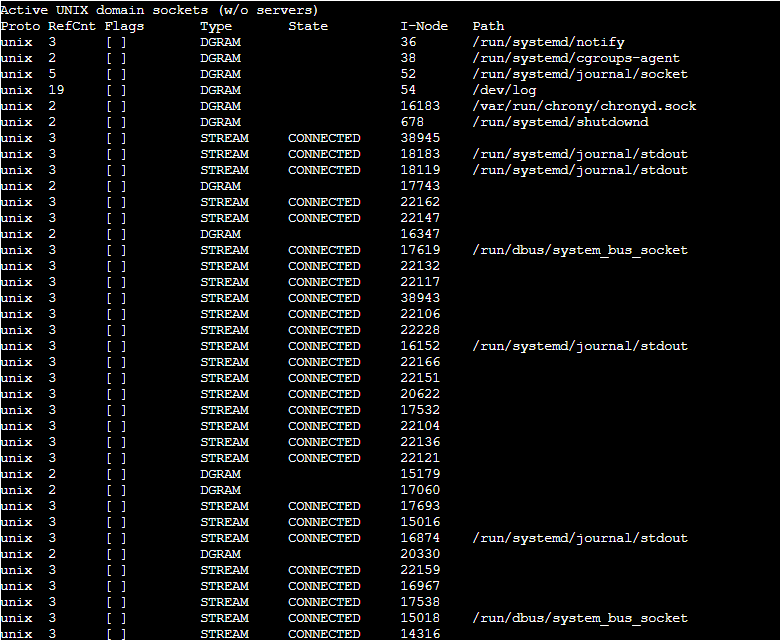 Active UNIX domain sockets (w/o servers)
Proto RefCnt Flags       Type       State         I-Node   Path
unix  3      [ ]         DGRAM                    36       /run/systemd/notify
unix  2      [ ]         DGRAM                    38       /run/systemd/cgroups-agent
unix  5      [ ]         DGRAM                    52       /run/systemd/journal/socket
unix  19     [ ]         DGRAM                    54       /dev/log
unix  2      [ ]         DGRAM                    16183    /var/run/chrony/chronyd.sock
unix  2      [ ]         DGRAM                    678      /run/systemd/shutdownd
unix  3      [ ]         STREAM     CONNECTED     38945
unix  3      [ ]         STREAM     CONNECTED     18183    /run/systemd/journal/stdout
unix  3      [ ]         STREAM     CONNECTED     18119    /run/systemd/journal/stdout
unix  2      [ ]         DGRAM                    17743
unix  3      [ ]         STREAM     CONNECTED     22162
unix  3      [ ]         STREAM     CONNECTED     22147
unix  2      [ ]         DGRAM                    16347
unix  3      [ ]         STREAM     CONNECTED     17619    /run/dbus/system_bus_socket
unix  3      [ ]         STREAM     CONNECTED     22132
unix  3      [ ]         STREAM     CONNECTED     22117
unix  3      [ ]         STREAM     CONNECTED     38943
unix  3      [ ]         STREAM     CONNECTED     22106
unix  3      [ ]         STREAM     CONNECTED     22228
unix  3      [ ]         STREAM     CONNECTED     16152    /run/systemd/journal/stdout
unix  3      [ ]         STREAM     CONNECTED     22166
unix  3      [ ]         STREAM     CONNECTED     22151
unix  3      [ ]         STREAM     CONNECTED     20622
unix  3      [ ]         STREAM     CONNECTED     17532
unix  3      [ ]         STREAM     CONNECTED     22104
unix  3      [ ]         STREAM     CONNECTED     22136
unix  3      [ ]         STREAM     CONNECTED     22121
unix  2      [ ]         DGRAM                    15179
unix  2      [ ]         DGRAM                    17060
unix  3      [ ]         STREAM     CONNECTED     17693
unix  3      [ ]         STREAM     CONNECTED     15016
unix  3      [ ]         STREAM     CONNECTED     16874    /run/systemd/journal/stdout
unix  2      [ ]         DGRAM                    20330
unix  3      [ ]         STREAM     CONNECTED     22159
unix  3      [ ]         STREAM     CONNECTED     16967
unix  3      [ ]         STREAM     CONNECTED     17538
unix  3      [ ]         STREAM     CONNECTED     15018    /run/dbus/system_bus_socket
unix  3      [ ]         STREAM     CONNECTED     14316